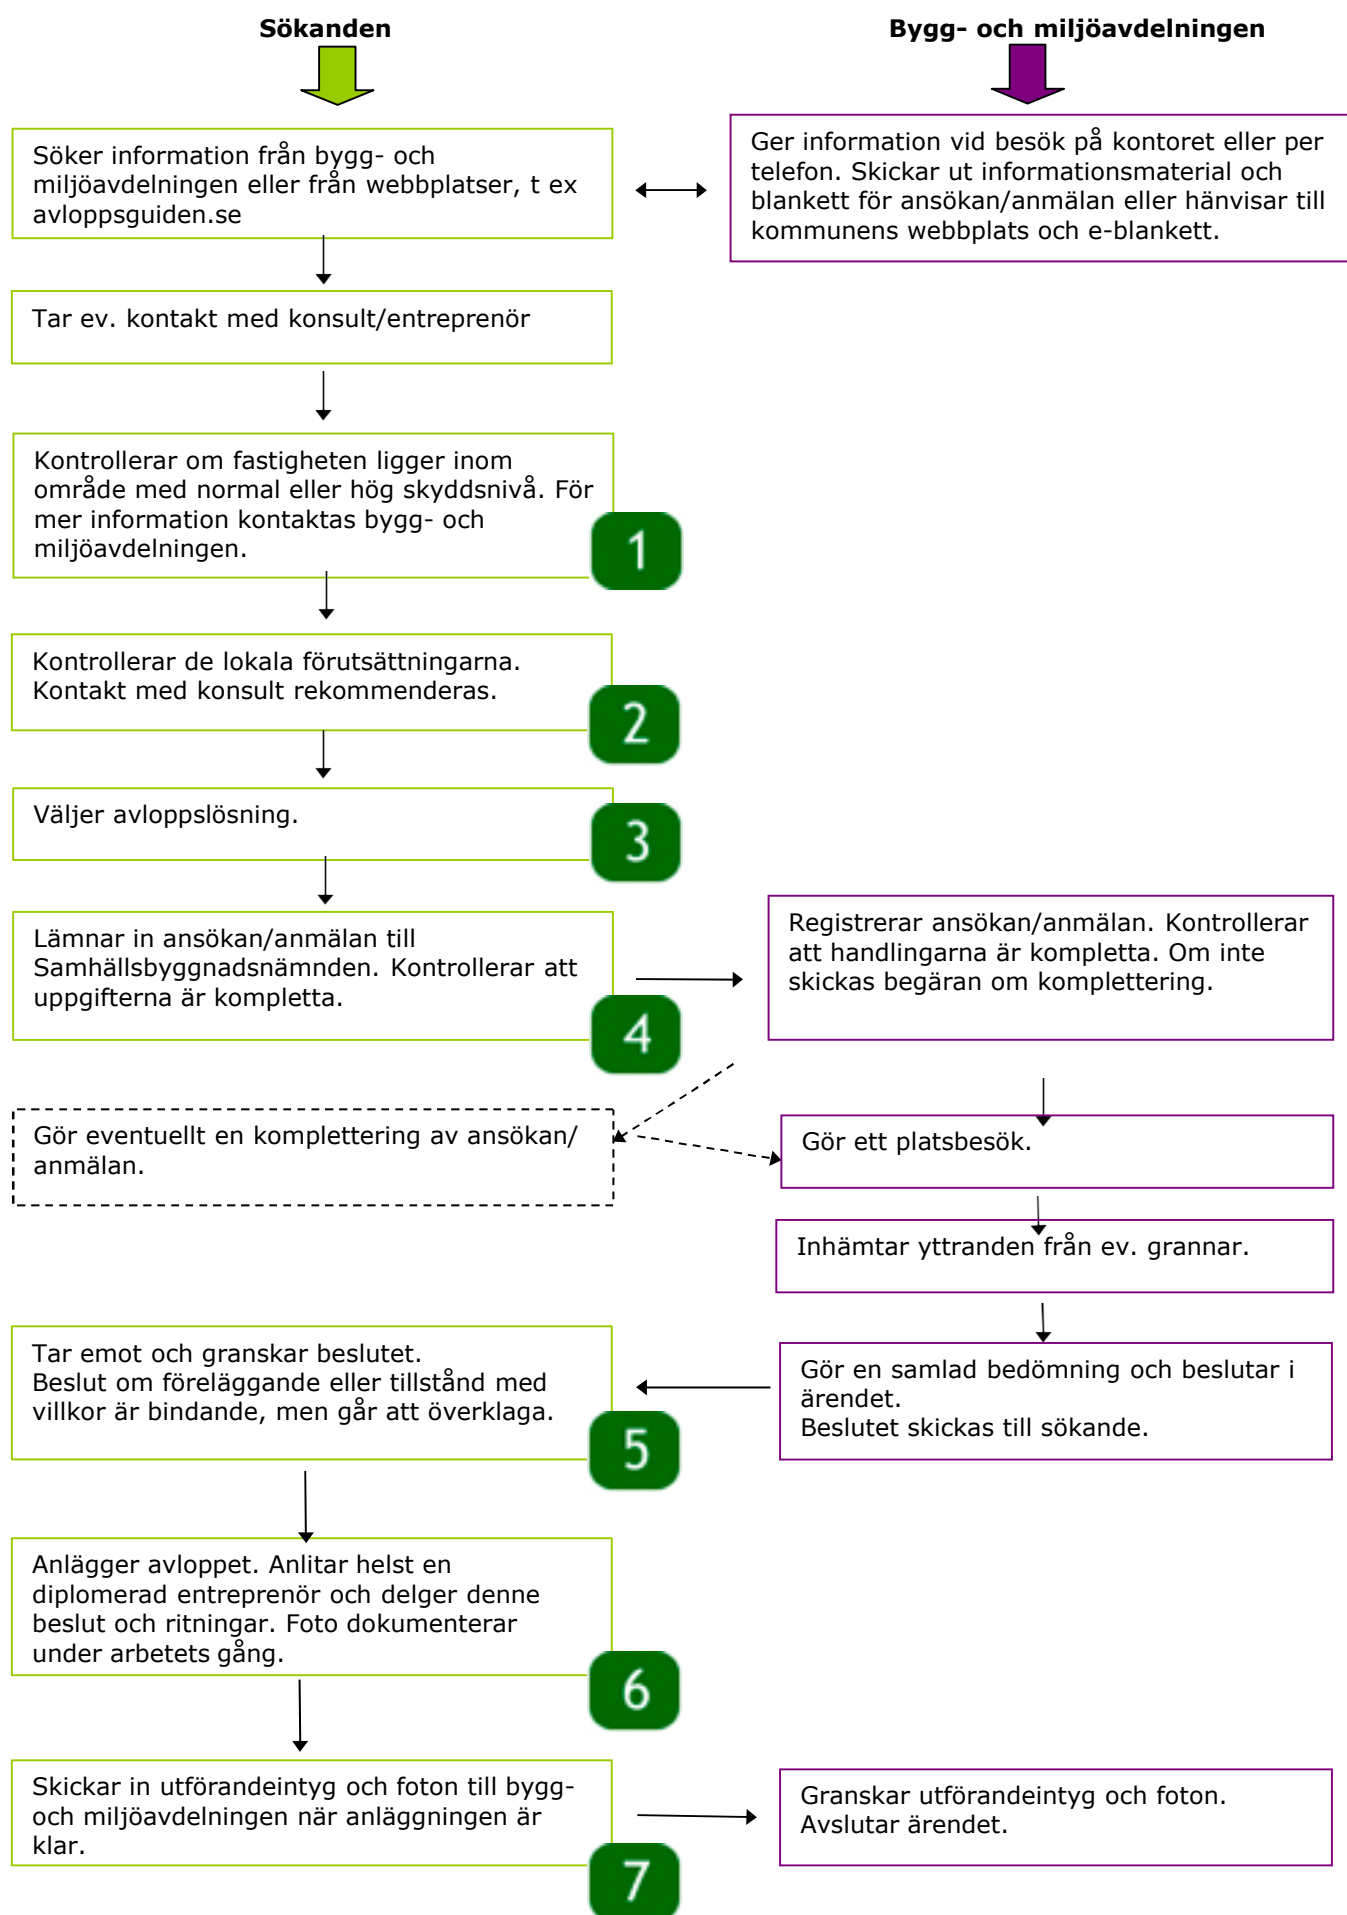 Sökanden
Bygg- och miljöavdelningen
Söker information från bygg- och
miljöavdelningen eller från webbplatser, t ex
avloppsguiden.se
Ger information vid besök på kontoret eller per
telefon. Skickar ut informationsmaterial och
blankett för ansökan/anmälan eller hänvisar till
kommunens webbplats och e-blankett.
Tar ev. kontakt med konsult/entreprenör
Kontrollerar om fastigheten ligger inom
område med normal eller hög skyddsnivå. För
mer information kontaktas bygg- och
miljöavdelningen.
1
Kontrollerar de lokala förutsättningarna.
Kontakt med konsult rekommenderas.
2
Väljer avloppslösning.
3
Lämnar in ansökan/anmälan till
Samhällsbyggnadsnämnden. Kontrollerar att
uppgifterna är kompletta.
4
Registrerar ansökan/anmälan. Kontrollerar
att handlingarna är kompletta. Om inte
skickas begäran om komplettering.
Gör eventuellt en komplettering av ansökan/
anmälan.
Gör ett platsbesök.
Inhämtar yttranden från ev. grannar.
Tar emot och granskar beslutet.
Beslut om föreläggande eller tillstånd med
villkor är bindande, men går att överklaga.
5
Gör en samlad bedömning och beslutar i
ärendet.
Beslutet skickas till sökande.
Anlägger avloppet. Anlitar helst en
diplomerad entreprenör och delger denne
beslut och ritningar. Foto dokumenterar
under arbetets gång.
6
Skickar in utförandeintyg och foton till bygg-
och miljöavdelningen när anläggningen är
klar.
7
Granskar utförandeintyg och foton.
Avslutar ärendet.